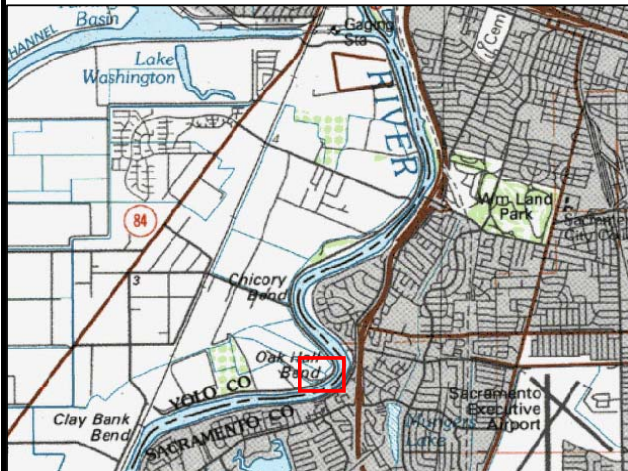 Basin
CHANNEL
Lake
Washington
Gaging
Sta
Cem
RIVER
4
84
Wm Land
Park
Sacramento
City
3
Chicory
Bend
Oak Hall
Bend
YOLO CO
SACRAMENTO CO
Clay Bank
Bend
Sacramento
Executive
Airport
Lake